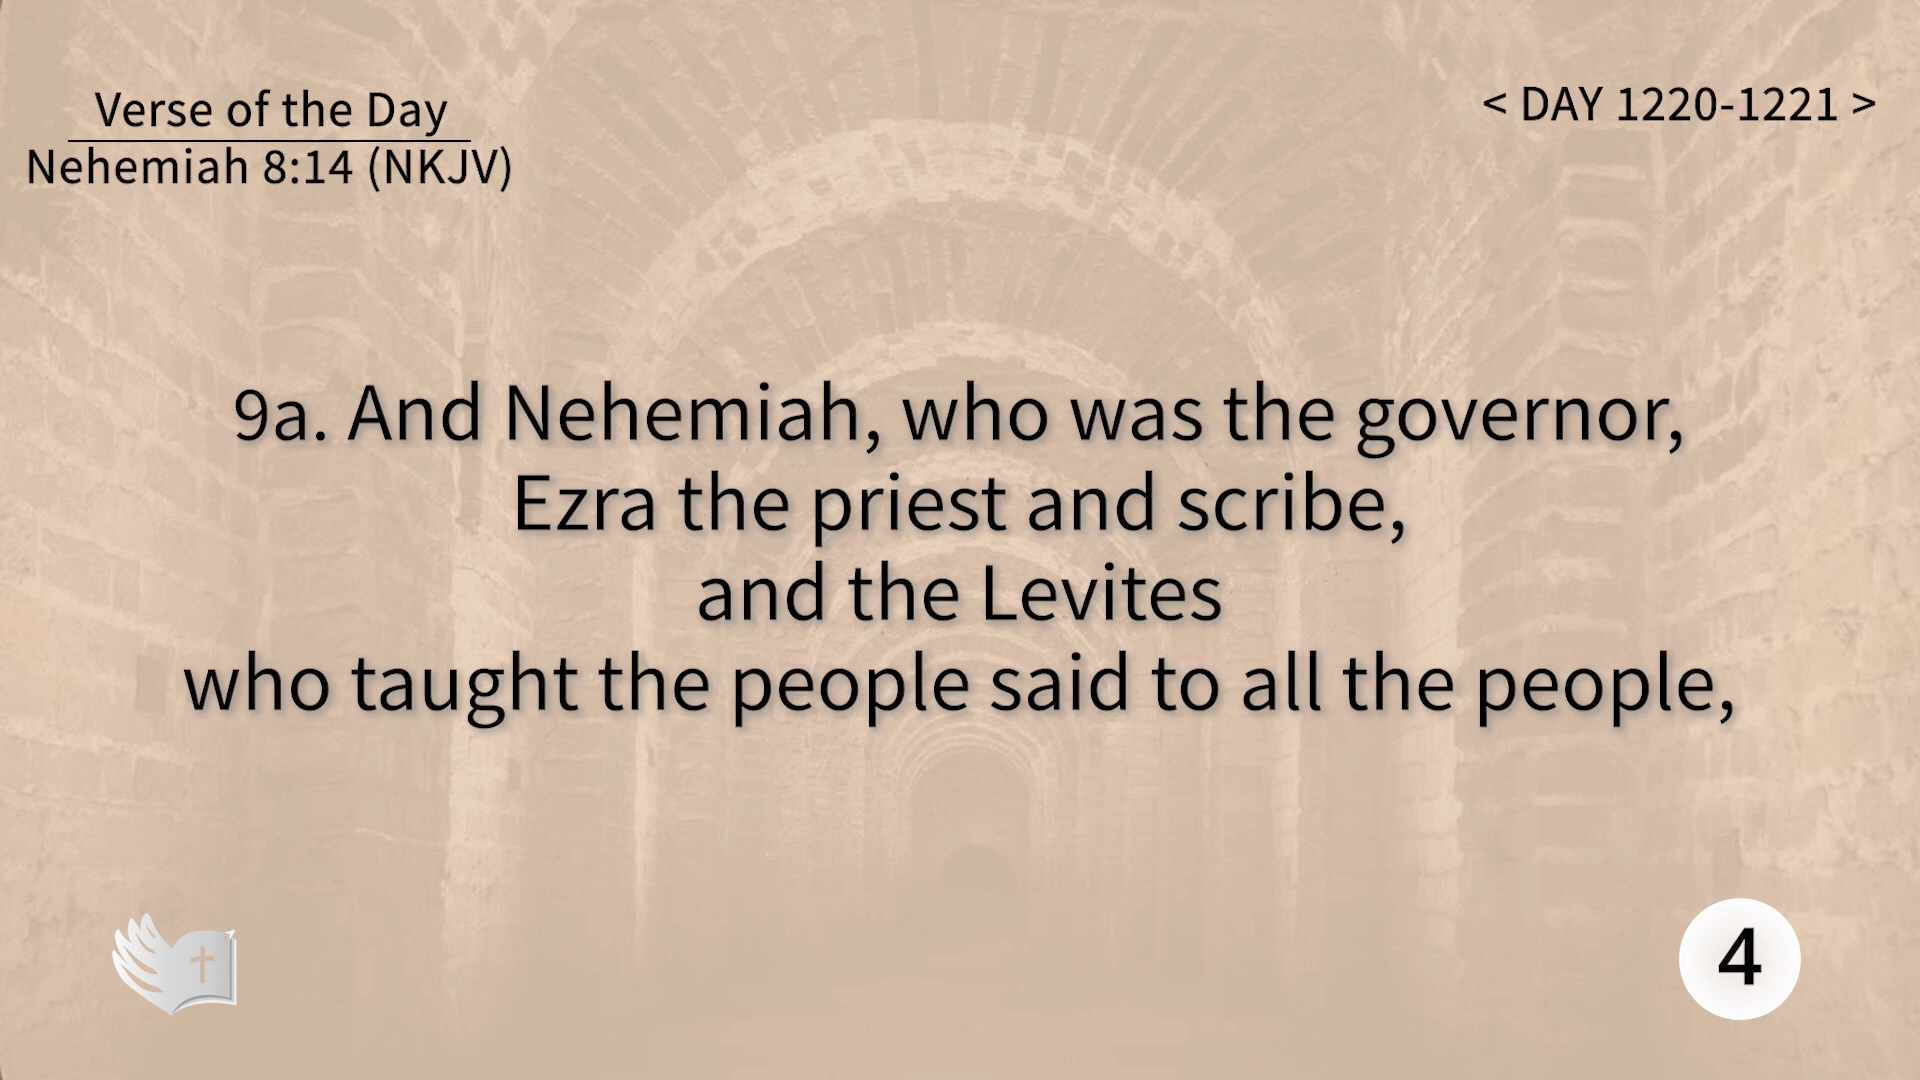 Verse of the Day
Nehemiah 8:14 (NKJV)
< DAY 1220-1221 >
9a. And Nehemiah, who was the governor,
Ezra the priest and scribe,
and the Levites
who taught the people said to all the people,
4